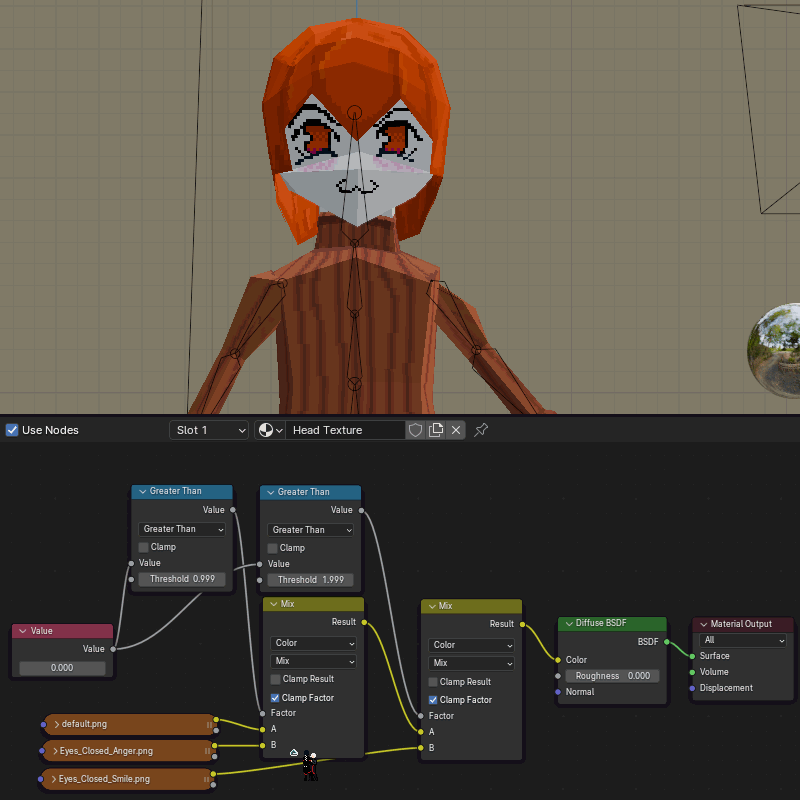 Use Nodes
Slot 1
Head Texture
Greater Than
Value
Greater Than
Clamp
Value
Threshold 0.999
Greater Than
Value
Greater Than
Clamp
Value
Threshold 1.999
Value
Value
0.000
Mix
Result
Color
Mix
Clamp Result
Clamp Factor
Factor
A
B
Mix
Result
Color
Mix
Clamp Result
Clamp Factor
Factor
A
B
Diffuse BSDF
BSDF
Color
Roughness 0.000
Normal
Material Output
All
Surface
Volume
Displacement
default.png
Eyes_Closed_Anger.png
Eyes_Closed_Smile.png